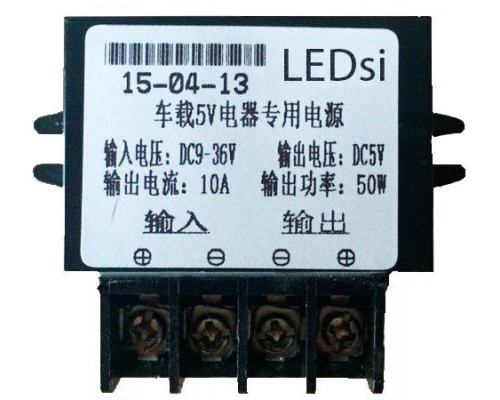 LEDsi
15-04-13
车载5V电器专用电源
输入电压: DC9-36V 输出电压: DC5V
输出电流: 10A 输出功率: 50W
输入 输出
⊕ ⊖ ⊖ ⊕